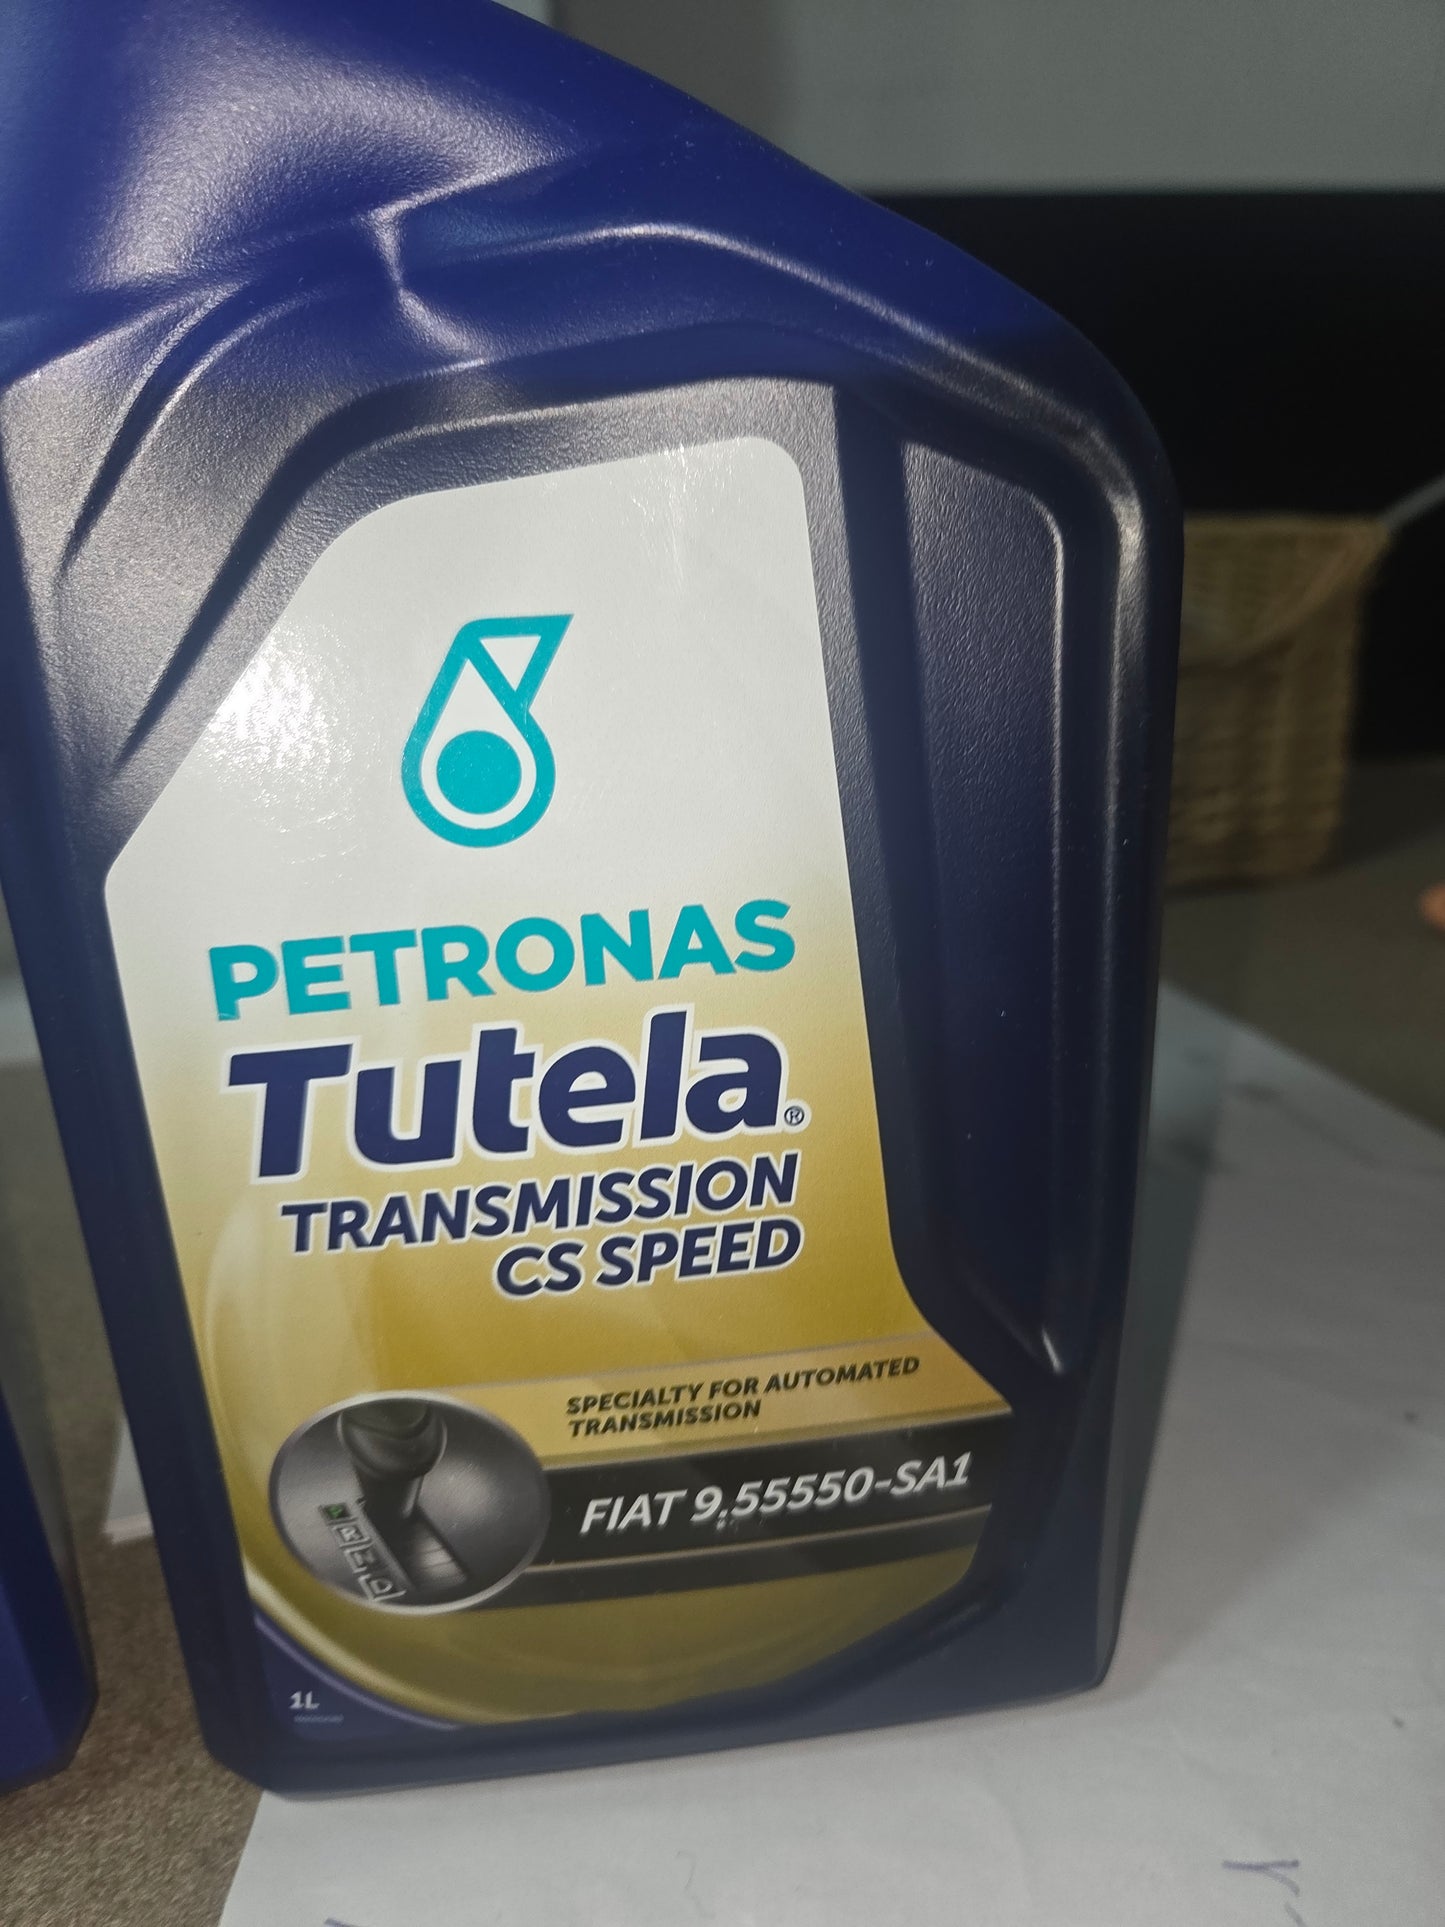 PETRONAS
Tutela®
TRANSMISSION
CS SPEED
SPECIALTY FOR AUTOMATED
TRANSMISSION
FIAT 9.55550-SA1
P
R
N
D
1L